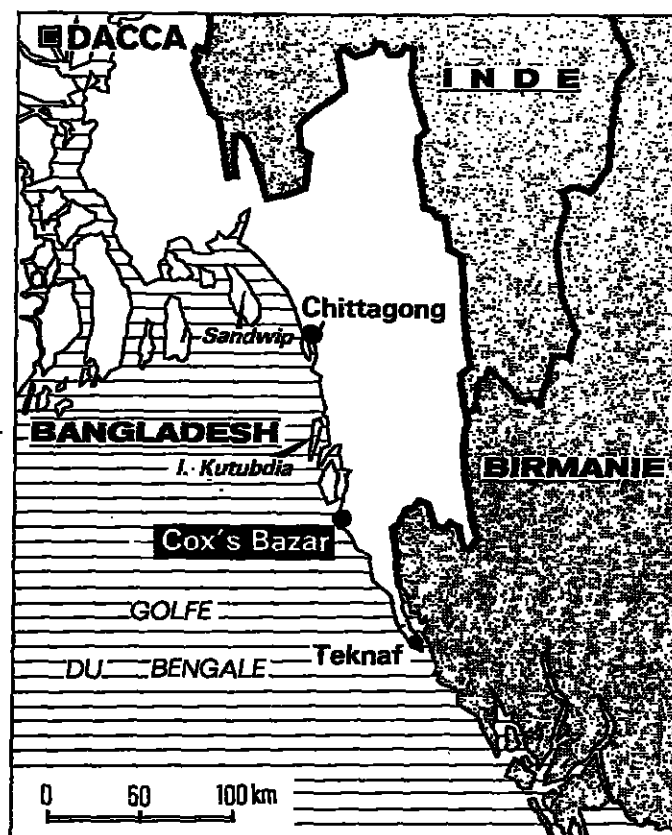 DACCA
INDE
Chittagong
I. Sandwip
BANGLADESH
I. Kutubdia
BIRMANIE
Cox's Bazar
GOLFE
Teknaf
DU BENGALE
0 50 100 km